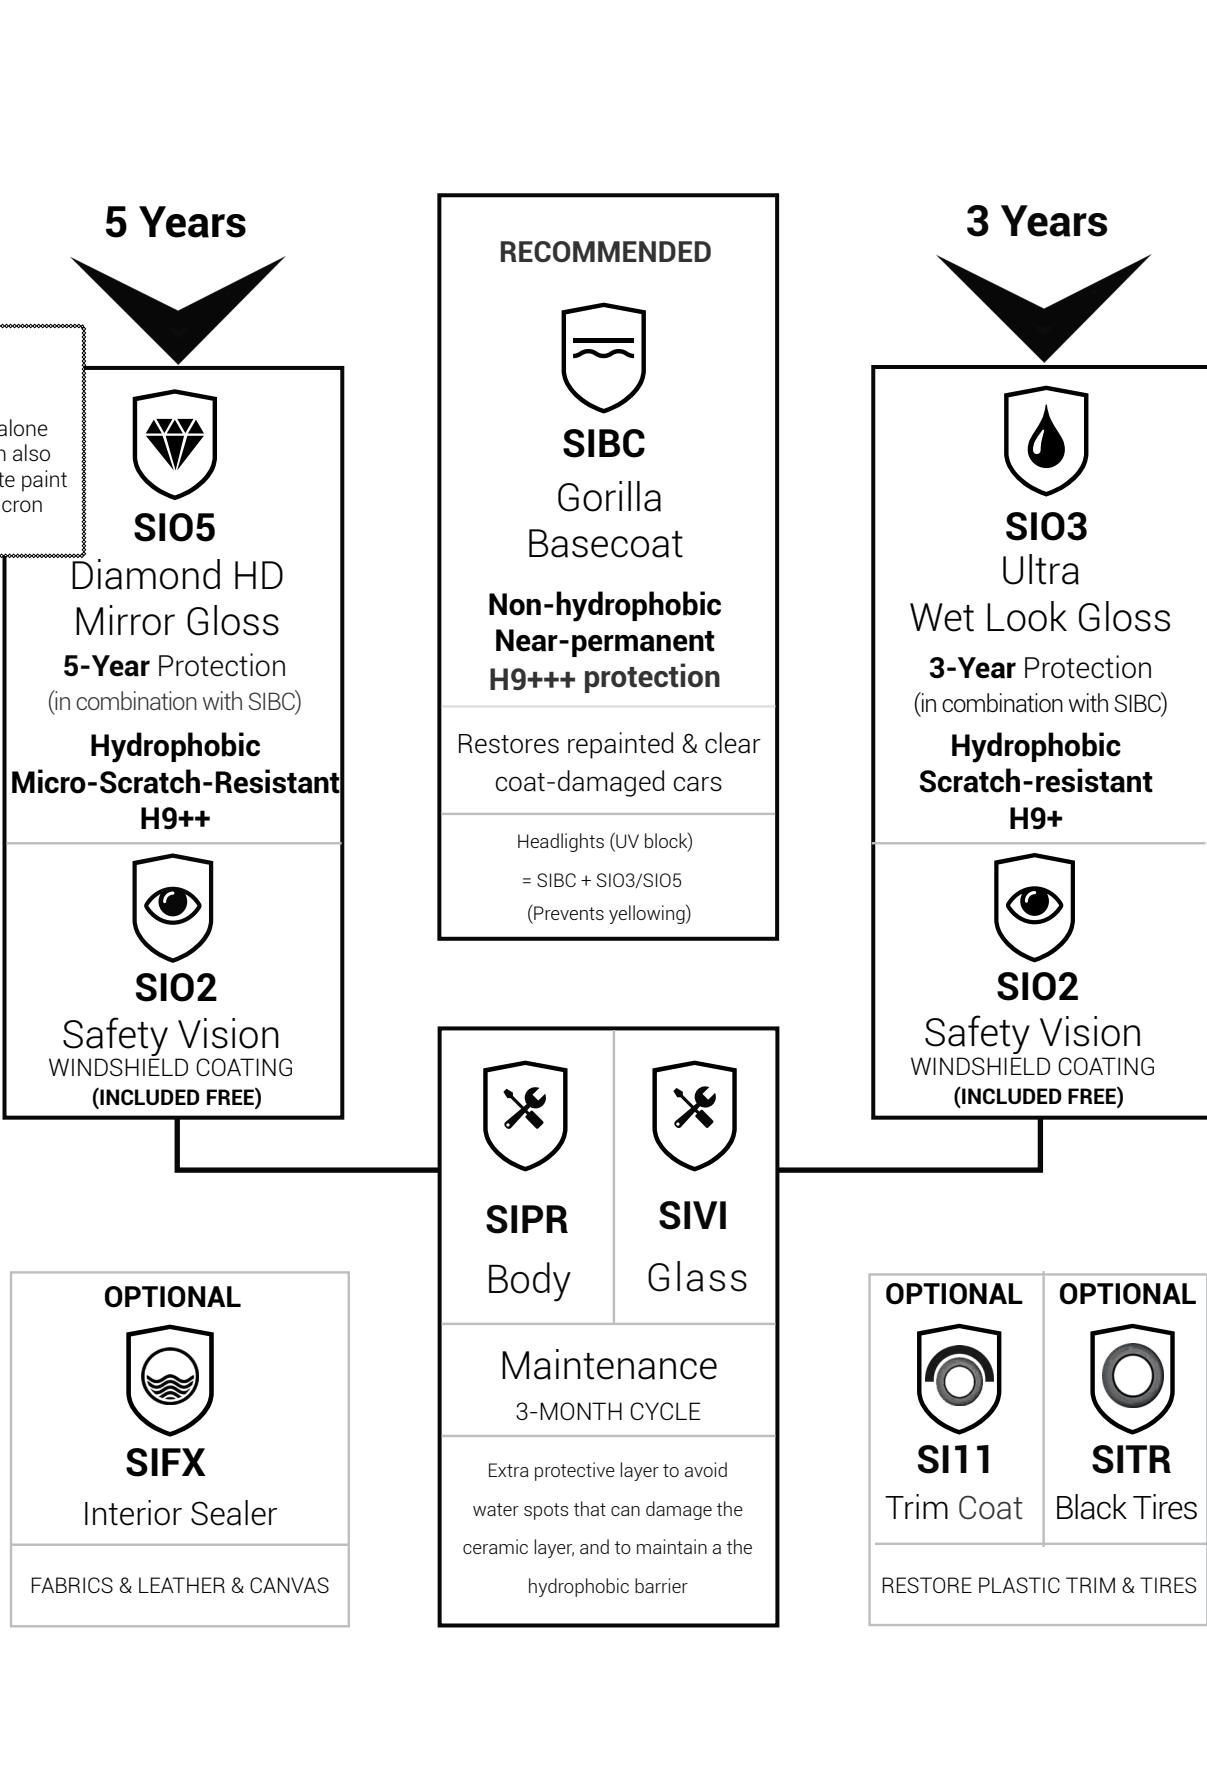 5 Years
alone
n also
te paint
cron
SIO5
Diamond HD
Mirror Gloss
5-Year Protection
(in combination with SIBC)
Hydrophobic
Micro-Scratch-Resistant
H9++
SIO2
Safety Vision
WINDSHIELD COATING
(INCLUDED FREE)
RECOMMENDED
SIBC
Gorilla
Basecoat
Non-hydrophobic
Near-permanent
H9+++ protection
Restores repainted & clear
coat-damaged cars
Headlights (UV block)
= SIBC + SIO3/SIO5
(Prevents yellowing)
3 Years
SIO3
Ultra
Wet Look Gloss
3-Year Protection
(in combination with SIBC)
Hydrophobic
Scratch-resistant
H9+
SIO2
Safety Vision
WINDSHIELD COATING
(INCLUDED FREE)
SIPR
Body
SIVI
Glass
Maintenance
3-MONTH CYCLE
Extra protective layer to avoid
water spots that can damage the
ceramic layer, and to maintain a the
hydrophobic barrier
OPTIONAL
SIFX
Interior Sealer
FABRICS & LEATHER & CANVAS
OPTIONAL
SI11
Trim Coat
OPTIONAL
SITR
Black Tires
RESTORE PLASTIC TRIM & TIRES